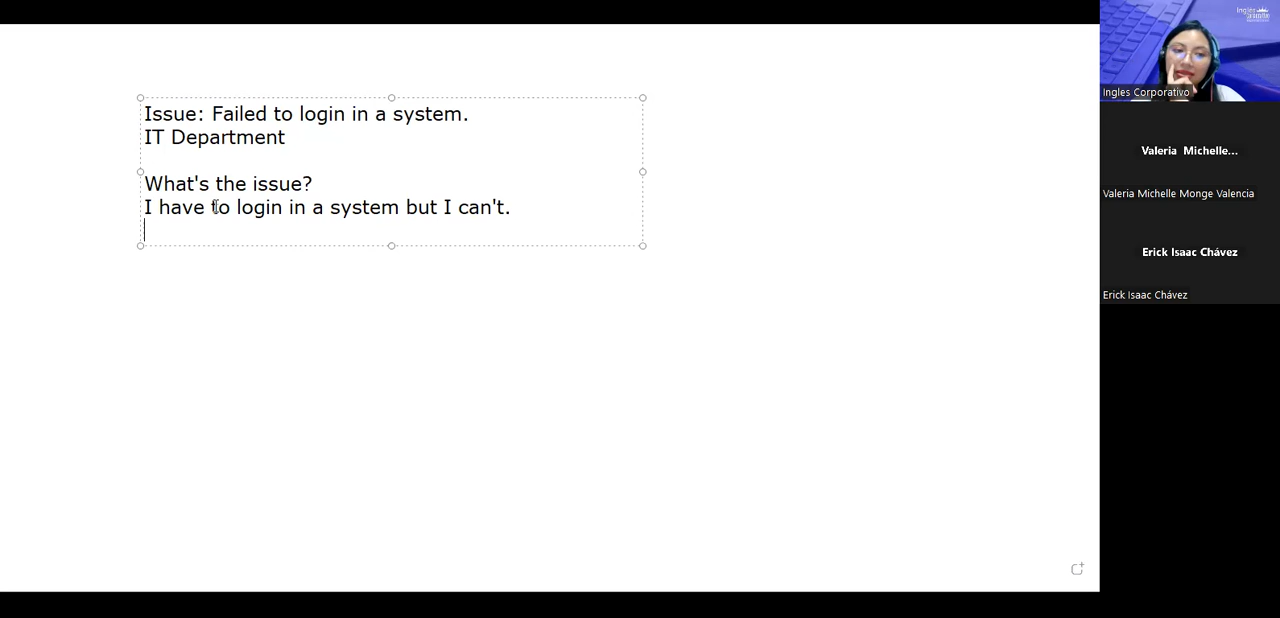 Issue: Failed to login in a system.
IT Department
What's the issue?
I have to login in a system but I can't.
Ingles
Ingles Corporativo
Valeria Michelle...
Valeria Michelle Monge Valencia
Erick Isaac Chávez
Erick Isaac Chávez